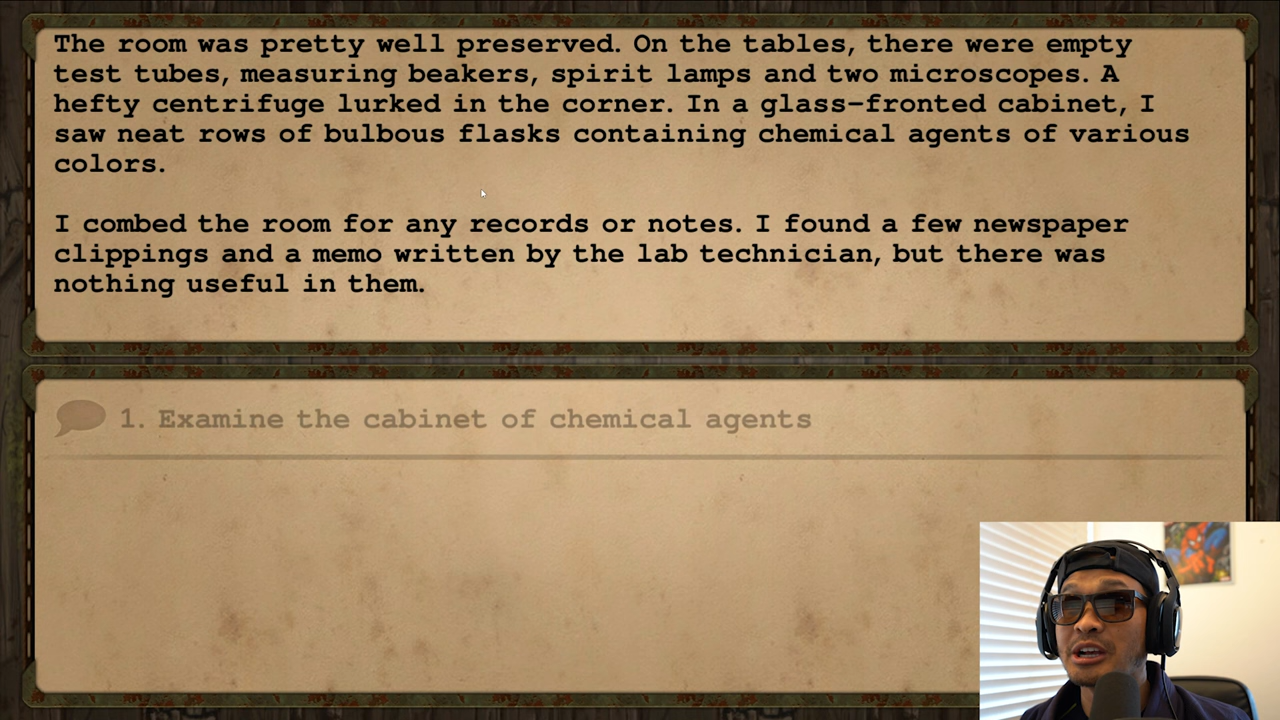 The room was pretty well preserved. On the tables, there were empty
test tubes, measuring beakers, spirit lamps and two microscopes. A
hefty centrifuge lurked in the corner. In a glass-fronted cabinet, I
saw neat rows of bulbous flasks containing chemical agents of various
colors.
I combed the room for any records or notes. I found a few newspaper
clippings and a memo written by the lab technician, but there was
nothing useful in them.
1. Examine the cabinet of chemical agents